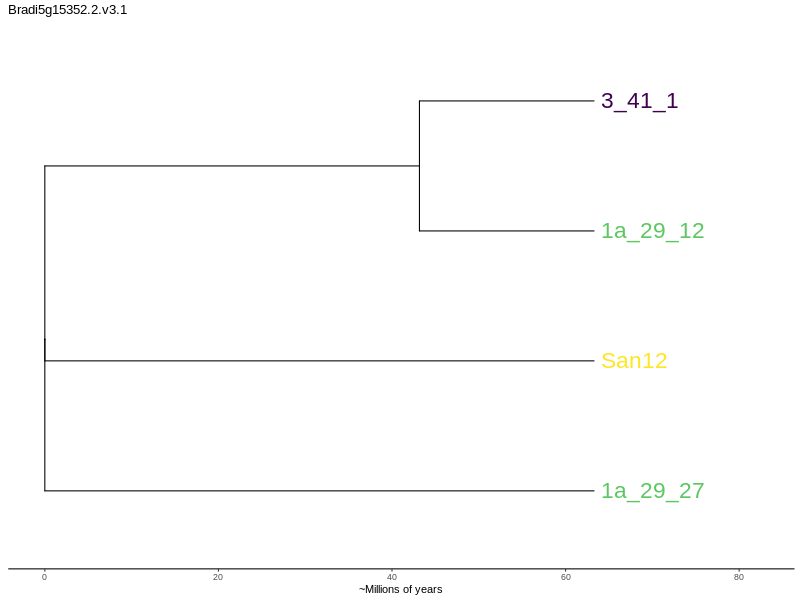 Bradi5g15352.2.v3.1
3_41_1
1a_29_12
San12
1a_29_27
0 20 40 60 80
~Millions of years